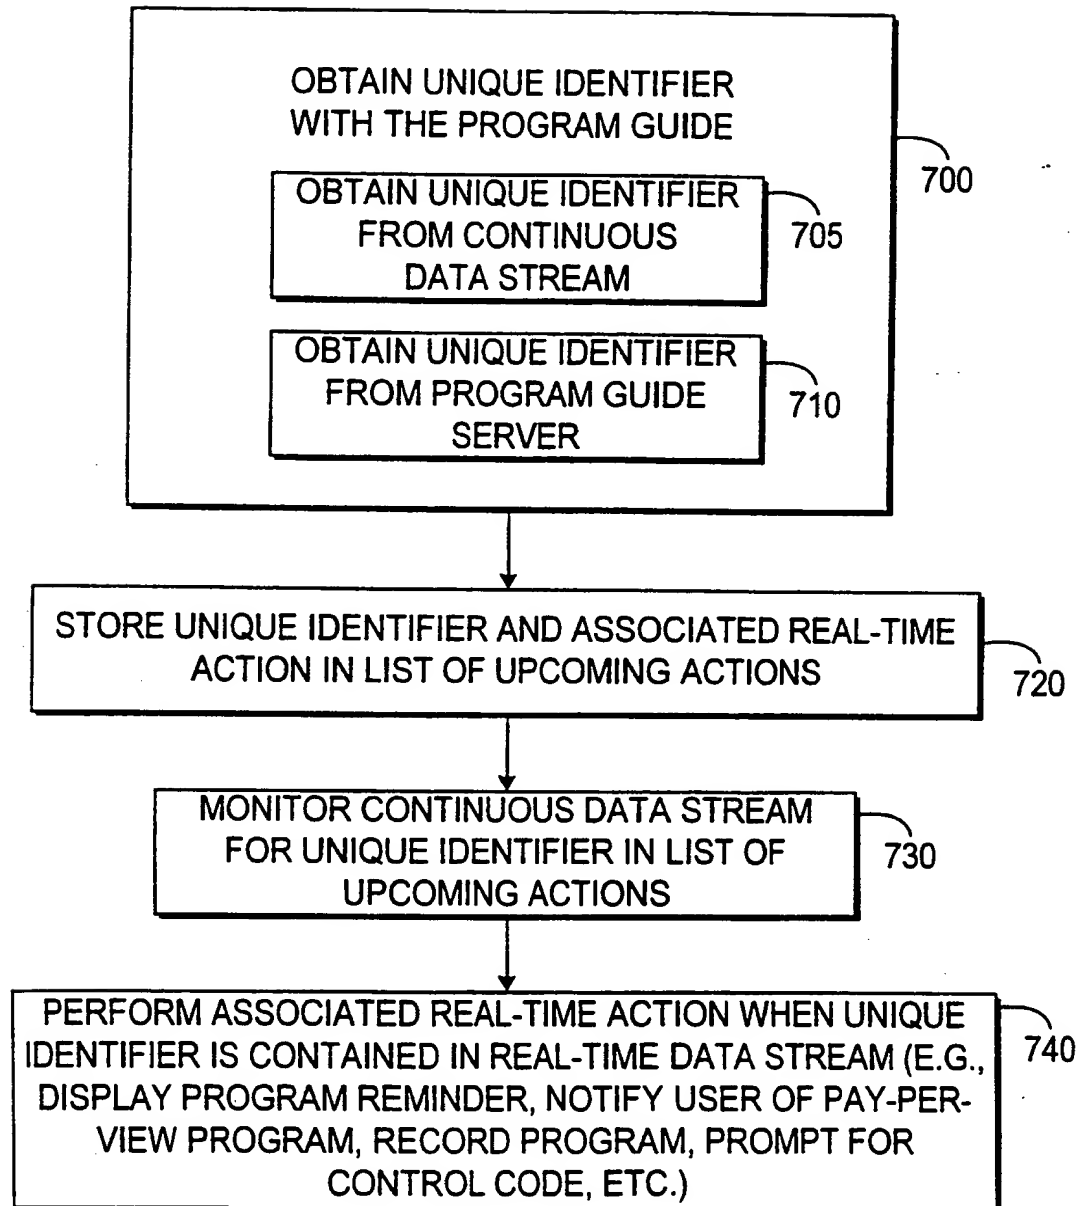 OBTAIN UNIQUE IDENTIFIER
WITH THE PROGRAM GUIDE
700
OBTAIN UNIQUE IDENTIFIER
FROM CONTINUOUS
DATA STREAM
705
OBTAIN UNIQUE IDENTIFIER
FROM PROGRAM GUIDE
SERVER
710
STORE UNIQUE IDENTIFIER AND ASSOCIATED REAL-TIME
ACTION IN LIST OF UPCOMING ACTIONS
720
MONITOR CONTINUOUS DATA STREAM
FOR UNIQUE IDENTIFIER IN LIST OF
UPCOMING ACTIONS
730
PERFORM ASSOCIATED REAL-TIME ACTION WHEN UNIQUE
IDENTIFIER IS CONTAINED IN REAL-TIME DATA STREAM (E.G.,
DISPLAY PROGRAM REMINDER, NOTIFY USER OF PAY-PER-
VIEW PROGRAM, RECORD PROGRAM, PROMPT FOR
CONTROL CODE, ETC.)
740